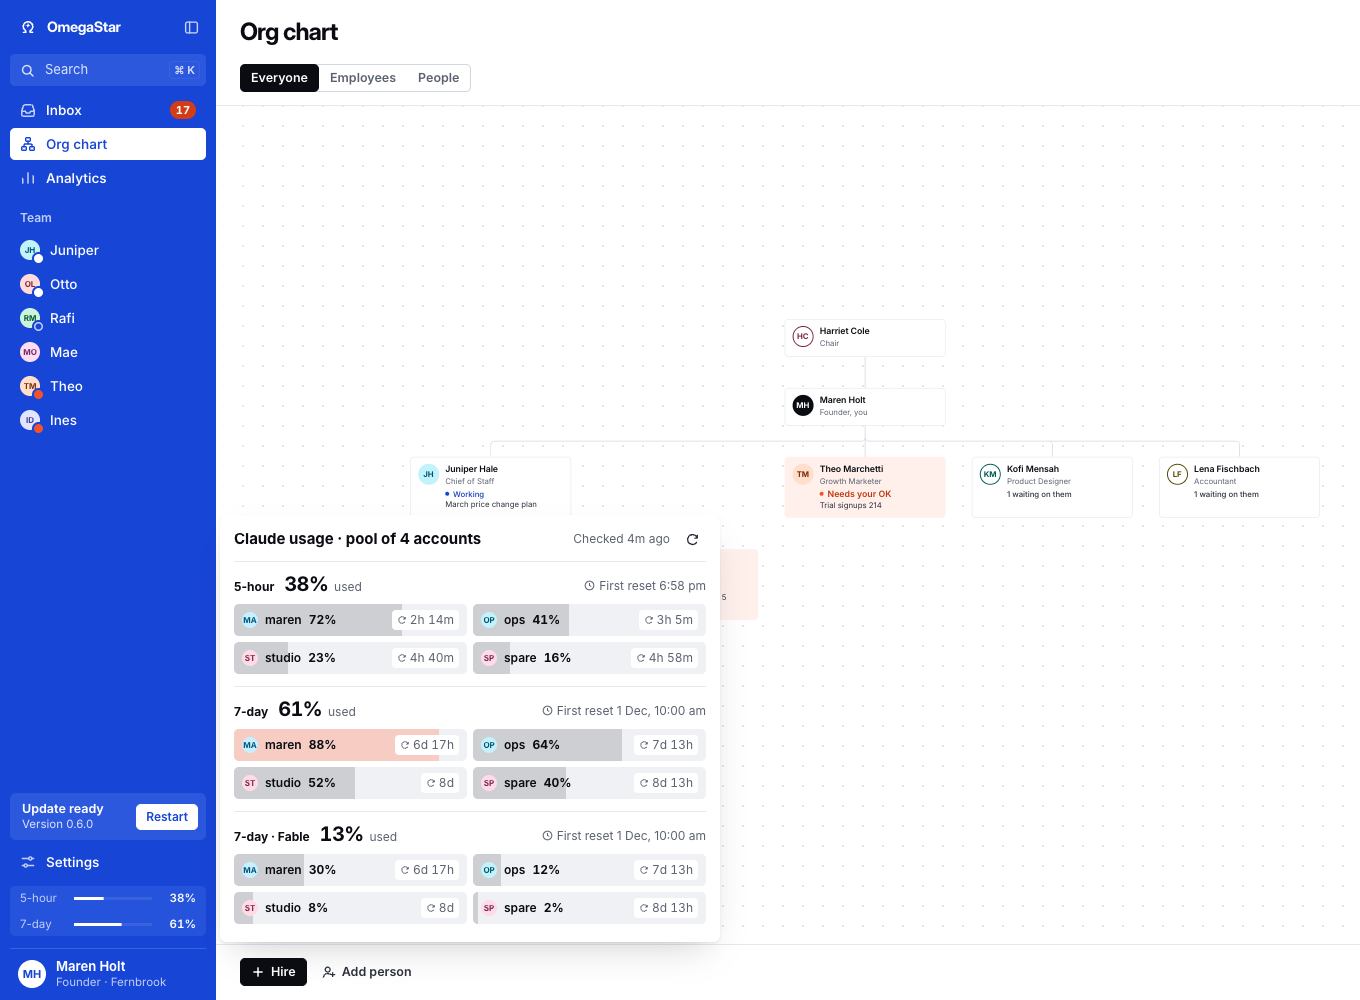 OmegaStar
Search
⌘ K
Inbox
17
Org chart
Analytics
Team
JH Juniper
OL Otto
RM Rafi
MO Mae
TM Theo
ID Ines
Update ready
Version 0.6.0
Restart
Settings
5-hour 38%
7-day 61%
MH
Maren Holt
Founder · Fernbrook
Org chart
Everyone Employees People
HC
Harriet Cole
Chair
MH
Maren Holt
Founder, you
JH
Juniper Hale
Chief of Staff
Working
March price change plan
TM
Theo Marchetti
Growth Marketer
Needs your OK
Trial signups 214
KM
Kofi Mensah
Product Designer
1 waiting on them
LF
Lena Fischbach
Accountant
1 waiting on them
5
Claude usage · pool of 4 accounts
Checked 4m ago
5-hour 38% used
First reset 6:58 pm
MA maren 72% 2h 14m
OP ops 41% 3h 5m
ST studio 23% 4h 40m
SP spare 16% 4h 58m
7-day 61% used
First reset 1 Dec, 10:00 am
MA maren 88% 6d 17h
OP ops 64% 7d 13h
ST studio 52% 8d
SP spare 40% 8d 13h
7-day · Fable 13% used
First reset 1 Dec, 10:00 am
MA maren 30% 6d 17h
OP ops 12% 7d 13h
ST studio 8% 8d
SP spare 2% 8d 13h
Hire
Add person